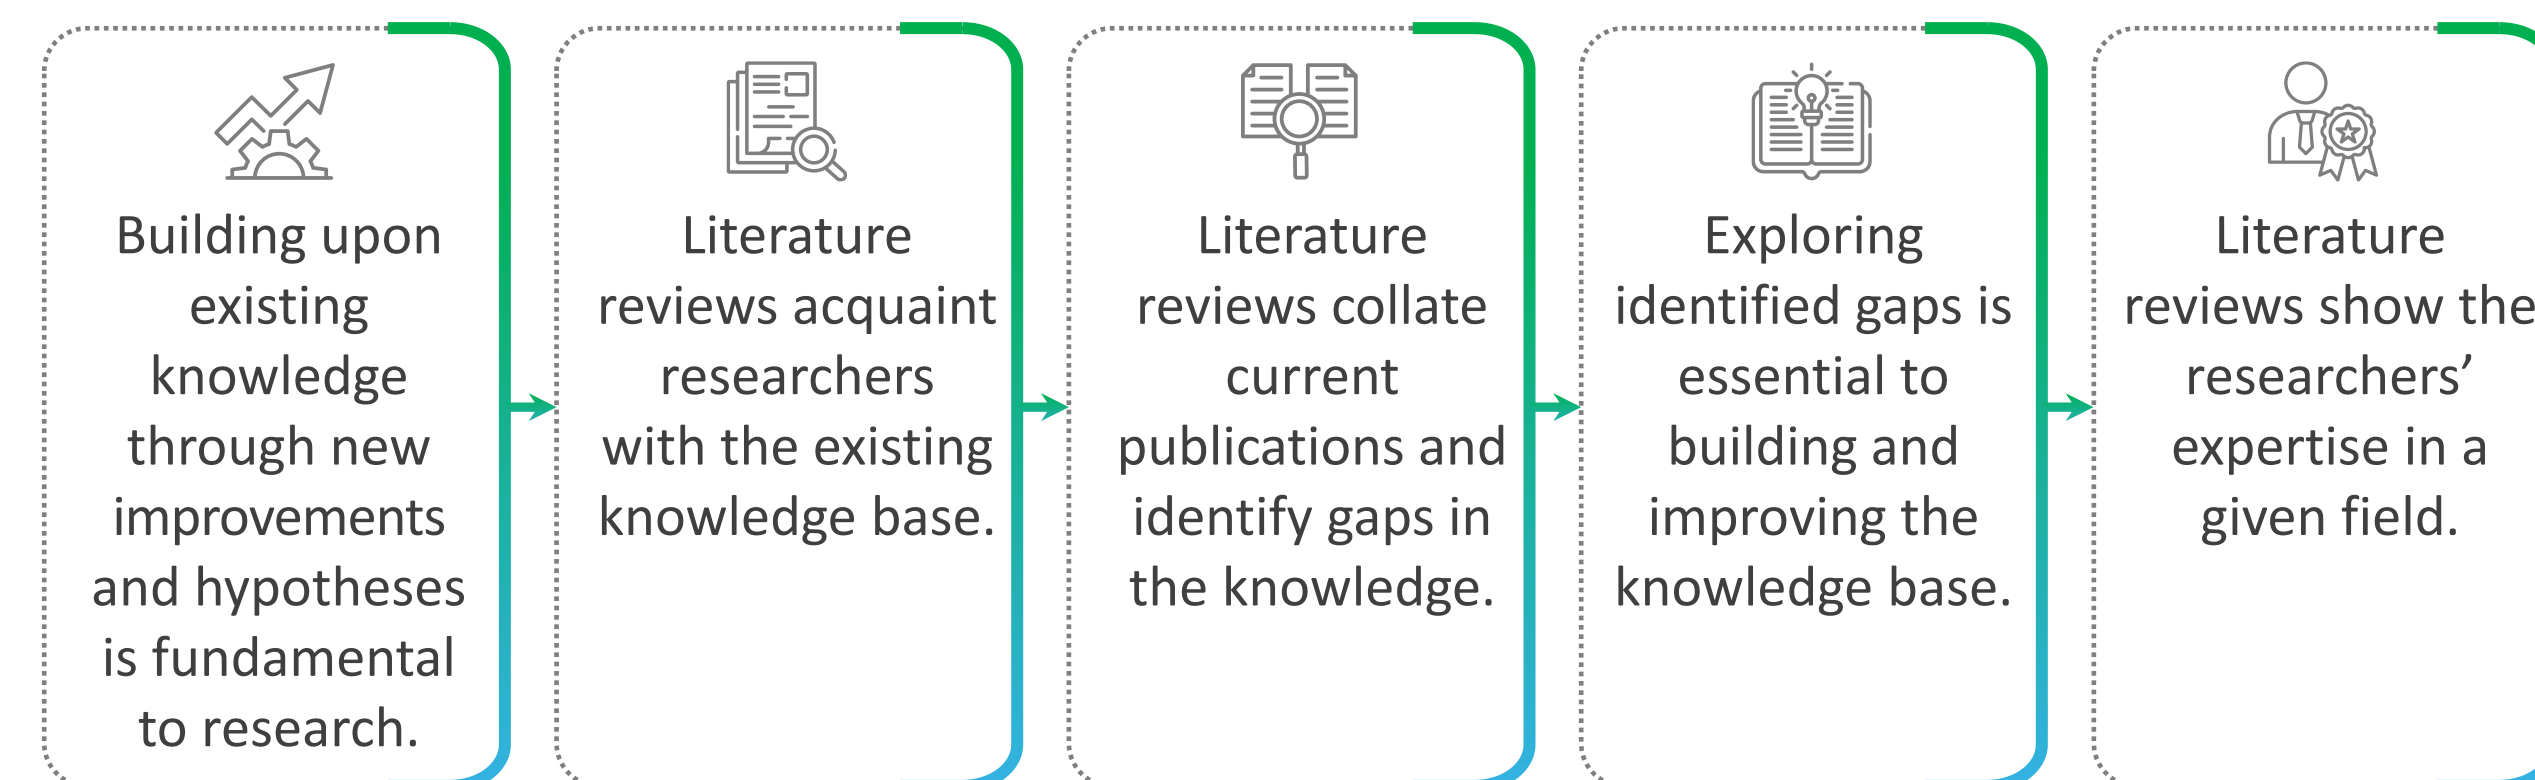 Building upon
existing
knowledge
through new
improvements
and hypotheses
is fundamental
to research.
Literature
reviews acquaint
researchers
with the existing
knowledge base.
Literature
reviews collate
current
publications and
identify gaps in
the knowledge.
Exploring
identified gaps is
essential to
building and
improving the
knowledge base.
Literature
reviews show the
researchers’
expertise in a
given field.